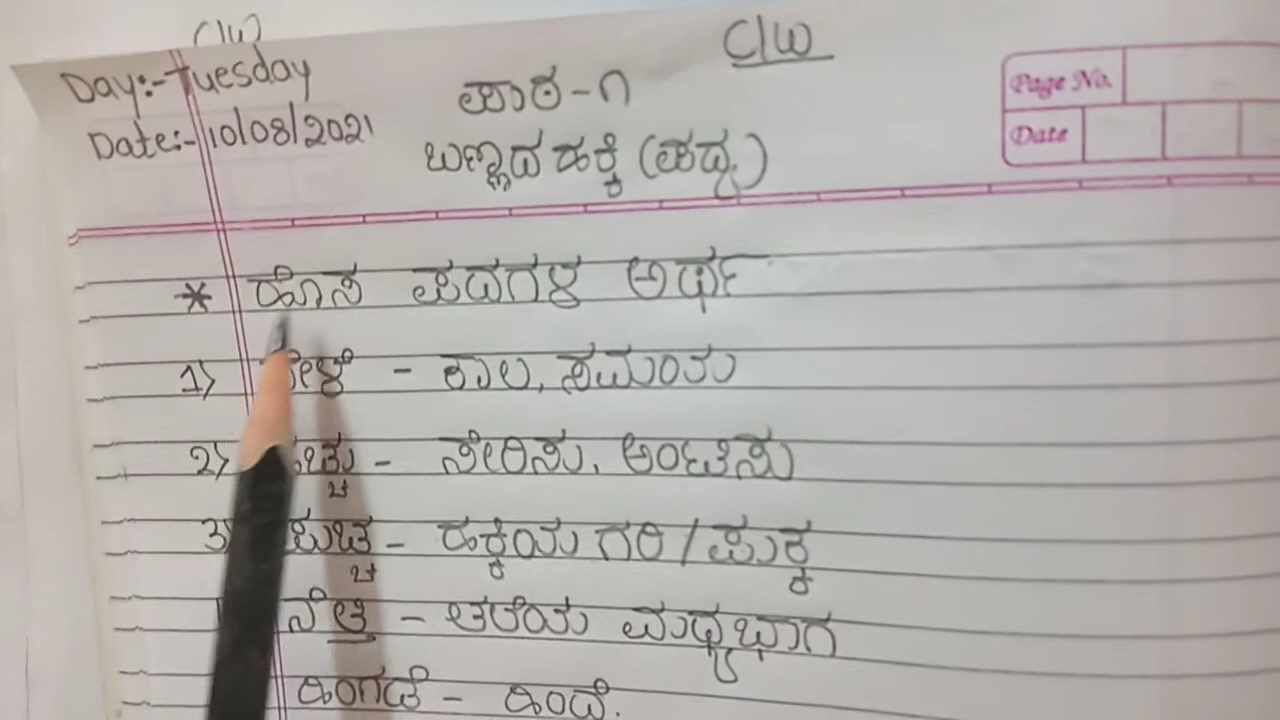 C/W
C/W
Day:- Tuesday
ಪಾಠ - ೧
Page No.
Date:- 10/08/2021
ಬಣ್ಣದ ಹಕ್ಕಿ (ಪದ್ಯ)
Date
* ಹೊಸ ಪದಗಳ ಅರ್ಥ
1) - ಕಾಲ, ಸಮಯ
2) - ಸೇರಿಸು, ಅಂಟಿಸು
3) - ಹಕ್ಕಿಯ ಗರಿ / ಪುಕ್ಕ
ನೆತ್ತಿ - ತಲೆಯ ಮಧ್ಯಭಾಗ
ಹಿಂಗಡೆ - ಹಿಂದೆ.